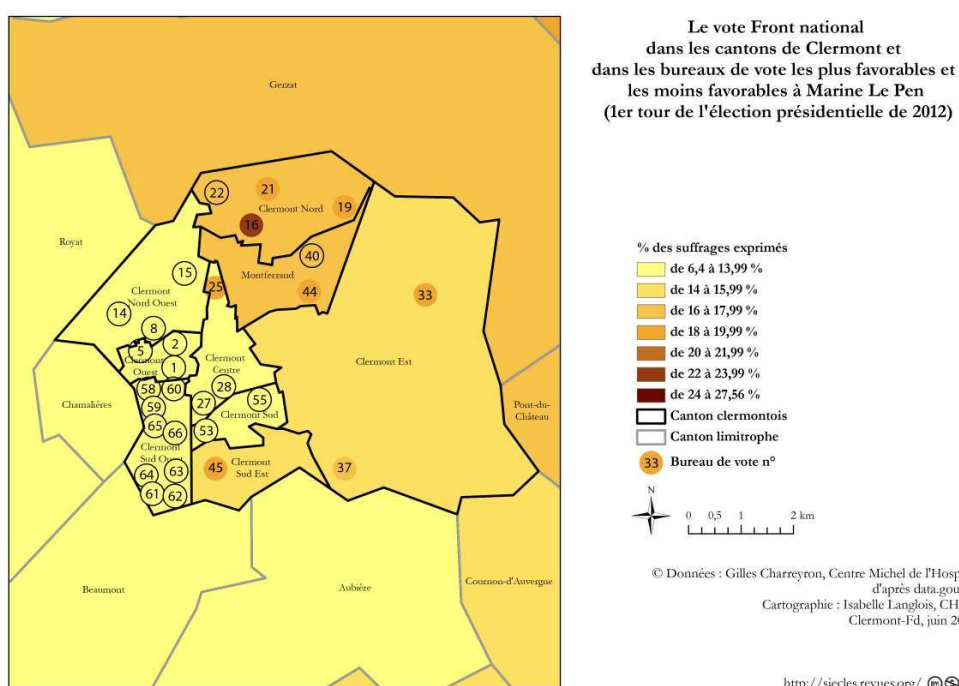 Le vote Front national
dans les cantons de Clermont et
dans les bureaux de vote les plus favorables et
les moins favorables à Marine Le Pen
(1er tour de l'élection présidentielle de 2012)
Gerzat
22
21
19
Clermont Nord
16
Royat
15
40
Montferrand
25
44
33
Clermont
Nord Ouest
14
8
2
5
Clermont
Ouest
1
Clermont
Centre
Clermont Est
58
60
28
59
27
55
Clermont Sud
Chamalières
65
66
53
Clermont
Sud Ouest
Pont-du-
Château
64
63
45
Clermont
Sud Est
37
61
62
Beaumont
Aubière
Cournon-d'Auvergne
% des suffrages exprimés
de 6,4 à 13,99 %
de 14 à 15,99 %
de 16 à 17,99 %
de 18 à 19,99 %
de 20 à 21,99 %
de 22 à 23,99 %
de 24 à 27,56 %
Canton clermontois
Canton limitrophe
33 Bureau de vote n°
N
0 0,5 1 2 km
© Données : Gilles Charreyron, Centre Michel de l'Hosp
d'après data.gou
Cartographie : Isabelle Langlois, CH
Clermont-Fd, juin 20
http://siecles.revues.org/